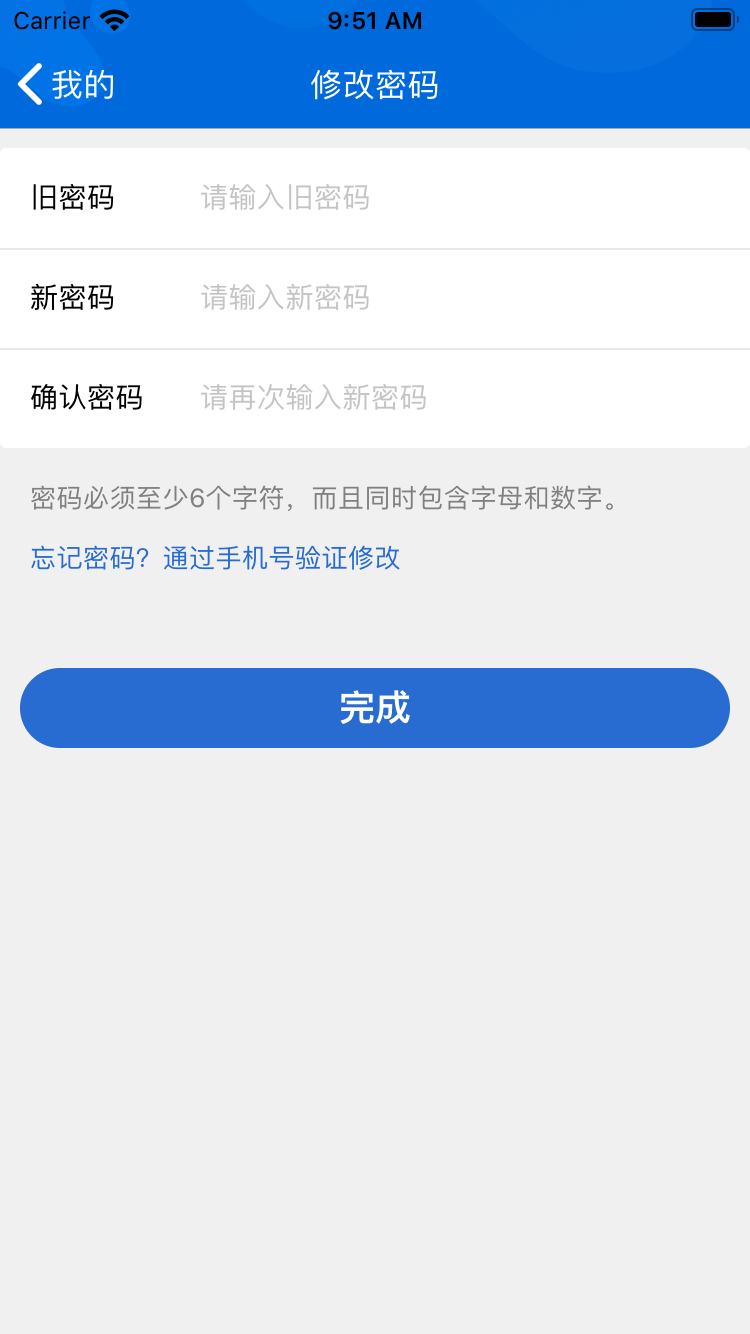 Carrier 9:51 AM
我的 修改密码
旧密码 请输入旧密码
新密码 请输入新密码
确认密码 请再次输入新密码
密码必须至少6个字符，而且同时包含字母和数字。
忘记密码？通过手机号验证修改
完成